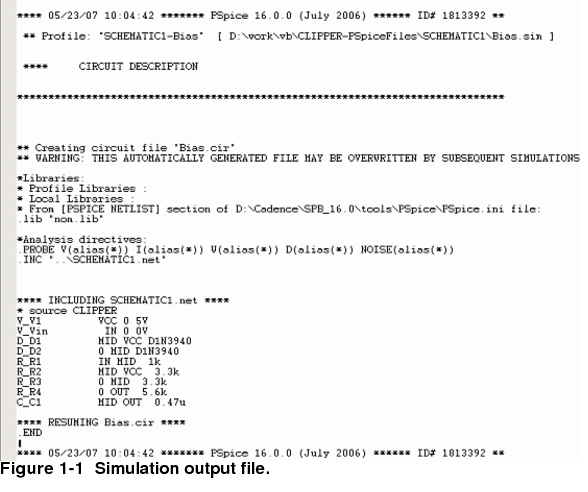 **** 05/23/07 10:04:42 ******* PSpice 16.0.0 (July 2006) ****** ID# 1813392 **
** Profile: "SCHEMATIC1-Bias" [ D:\work\vb\CLIPPER-PSpiceFiles\SCHEMATIC1\Bias.sim ]
**** CIRCUIT DESCRIPTION
******************************************************************************
** Creating circuit file "Bias.cir"
** WARNING: THIS AUTOMATICALLY GENERATED FILE MAY BE OVERWRITTEN BY SUBSEQUENT SIMULATIONS
*Libraries:
* Profile Libraries :
* Local Libraries :
* From [PSPICE NETLIST] section of D:\Cadence\SPB_16.0\tools\PSpice\PSpice.ini file:
.lib "nom.lib"
*Analysis directives:
.PROBE V(alias(*)) I(alias(*)) W(alias(*)) D(alias(*)) NOISE(alias(*))
.INC "..\SCHEMATIC1.net"
**** INCLUDING SCHEMATIC1.net ****
* source CLIPPER
V_V1 VCC 0 5V
V_Vin IN 0 0V
D_D1 MID VCC D1N3940
D_D2 0 MID D1N3940
R_R1 IN MID 1k
R_R2 MID VCC 3.3k
R_R3 0 MID 3.3k
R_R4 0 OUT 5.6k
C_C1 MID OUT 0.47u
**** RESUMING Bias.cir ****
.END
**** 05/23/07 10:04:42 ******* PSpice 16.0.0 (July 2006) ****** ID# 1813392 **
Figure 1-1 Simulation output file.